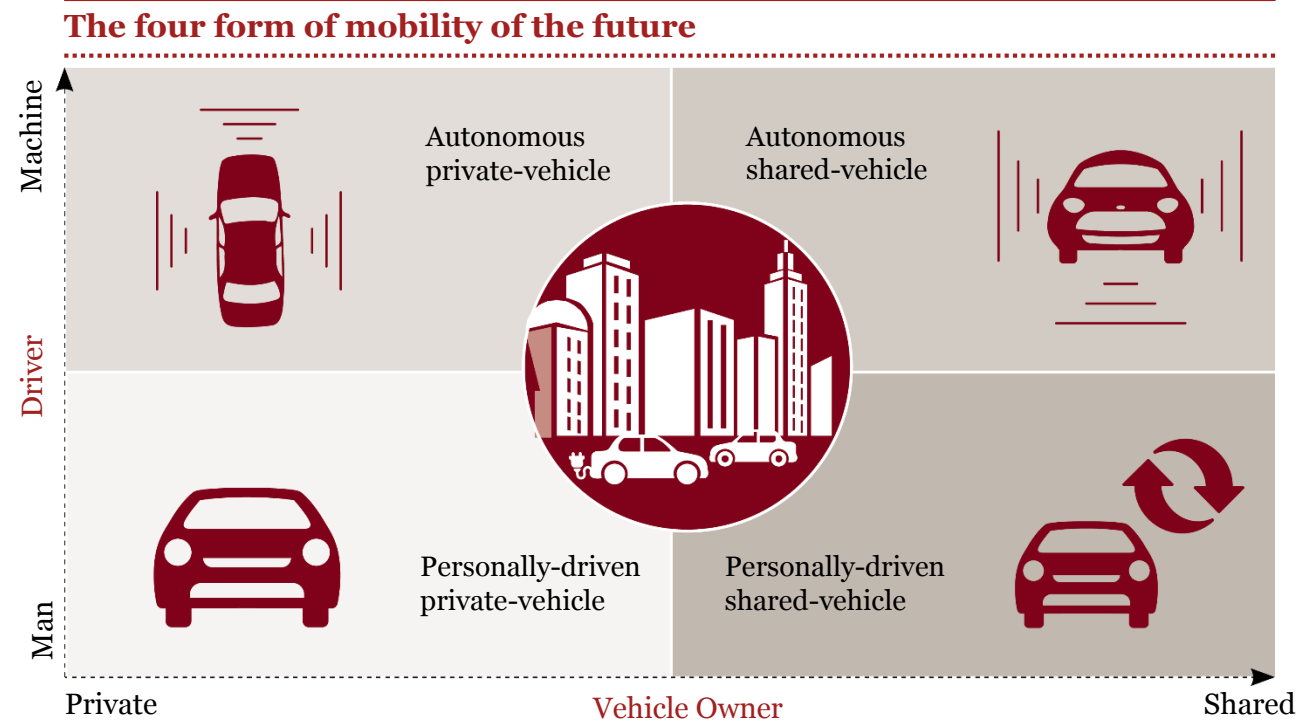 The four form of mobility of the future
Machine
Driver
Man
Autonomous
private-vehicle
Autonomous
shared-vehicle
Personally-driven
private-vehicle
Personally-driven
shared-vehicle
Private
Vehicle Owner
Shared